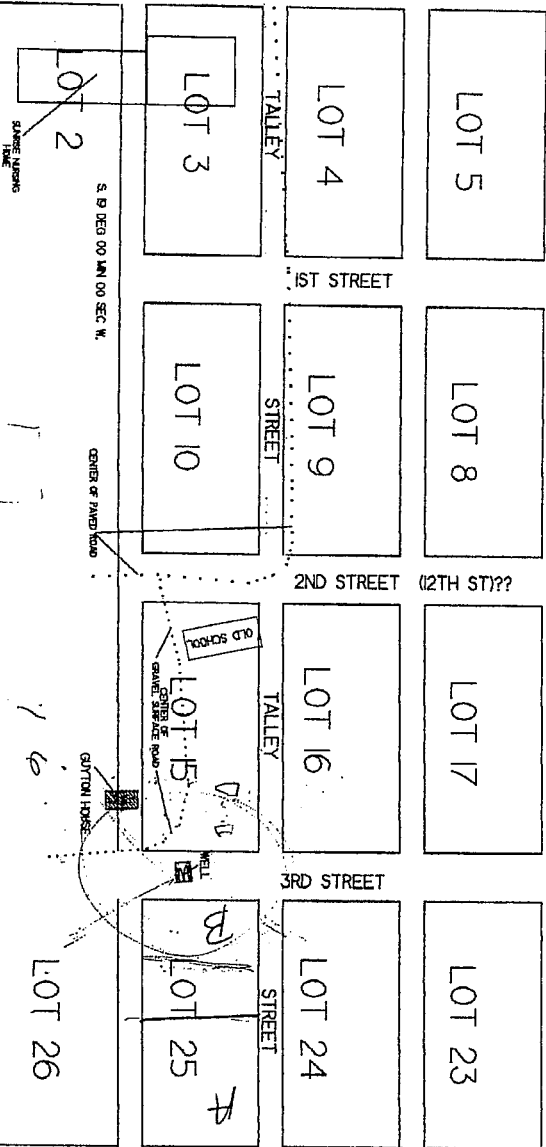 LOT 5
LOT 4
TALLEY
LOT 3
LOT 2
SUNRISE NURSING
HOME
S. 19 DEG 00 MN 00 SEC W.
1ST STREET
LOT 8
LOT 9
STREET
LOT 10
CENTER OF PAVED ROAD
2ND STREET (12TH ST)??
LOT 17
LOT 16
TALLEY
OLD SCHOOL
LOT 15
CENTER OF
GRAVEL SURFACE ROAD
GUYTON HOUSE
WELL
3RD STREET
LOT 23
LOT 24
STREET
B
LOT 25
A
LOT 26